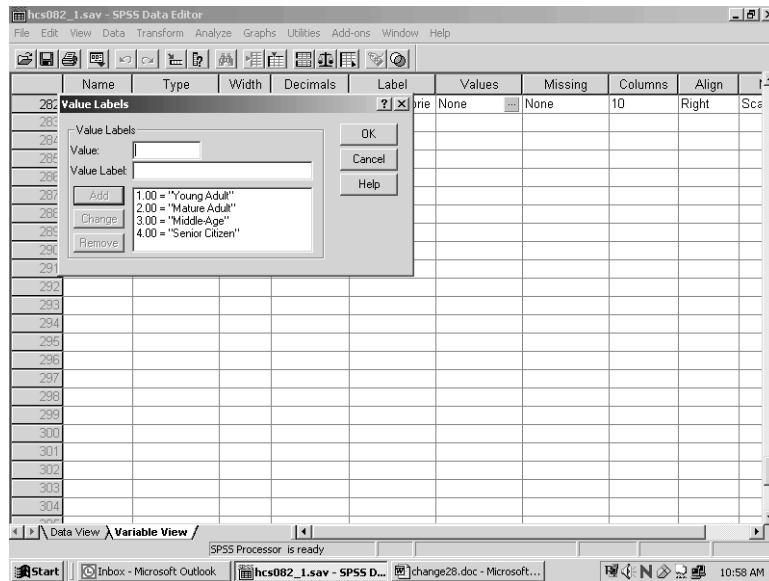 hcs082_1.sav - SPSS Data Editor
File Edit View Data Transform Analyze Graphs Utilities Add-ons Window Help
Name Type Width Decimals Label Values Missing Columns Align
282 orie None ... None 10 Right Sca
Value Labels
Value Labels
Value:
Value Label:
Add
Change
Remove
1.00 = "Young Adult"
2.00 = "Mature Adult"
3.00 = "Middle-Age"
4.00 = "Senior Citizen"
OK
Cancel
Help
283
284
285
286
287
288
289
290
291
292
293
294
295
296
297
298
299
300
301
302
303
304
Data View Variable View
SPSS Processor is ready
Start Inbox - Microsoft Outlook hcs082_1.sav - SPSS D... change28.doc - Microsoft... N 10:58 AM